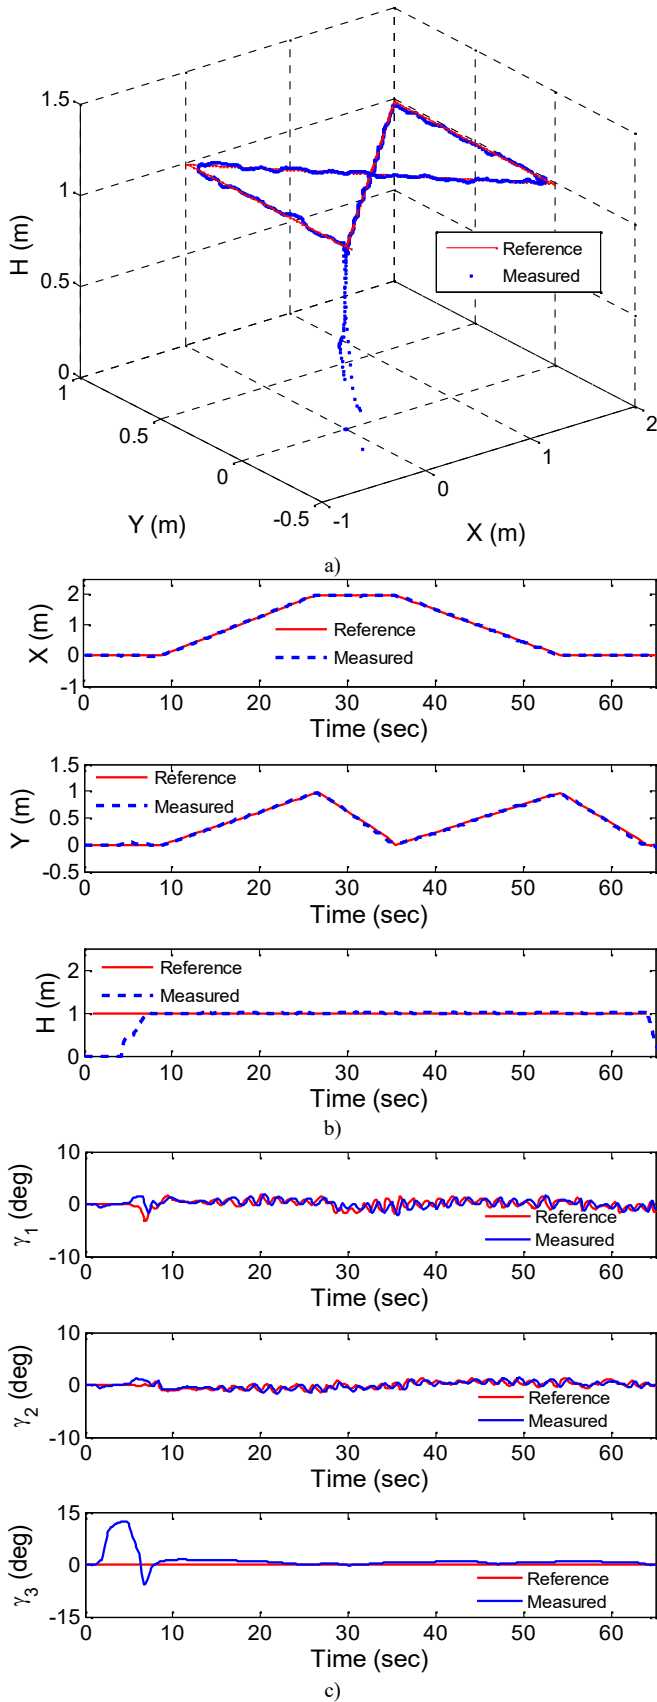 1.5
1
H (m)
Reference
0.5
Measured
0
1
2
0.5
1
0
0
Y (m)
-0.5
-1
X (m)
a)
2
X (m)
Reference
0
Measured
-1
0 10 20 30 40 50 60
Time (sec)
1.5
Reference
1
Measured
Y (m)
0.5
0
-0.5
0 10 20 30 40 50 60
Time (sec)
2
Reference
H (m)
Measured
1
0
0 10 20 30 40 50 60
Time (sec)
b)
10
γ1 (deg)
0
Reference
Measured
-10
0 10 20 30 40 50 60
Time (sec)
10
γ2 (deg)
0
Reference
Measured
-10
0 10 20 30 40 50 60
Time (sec)
15
γ3 (deg)
0
Reference
Measured
-15
0 10 20 30 40 50 60
Time (sec)
c)